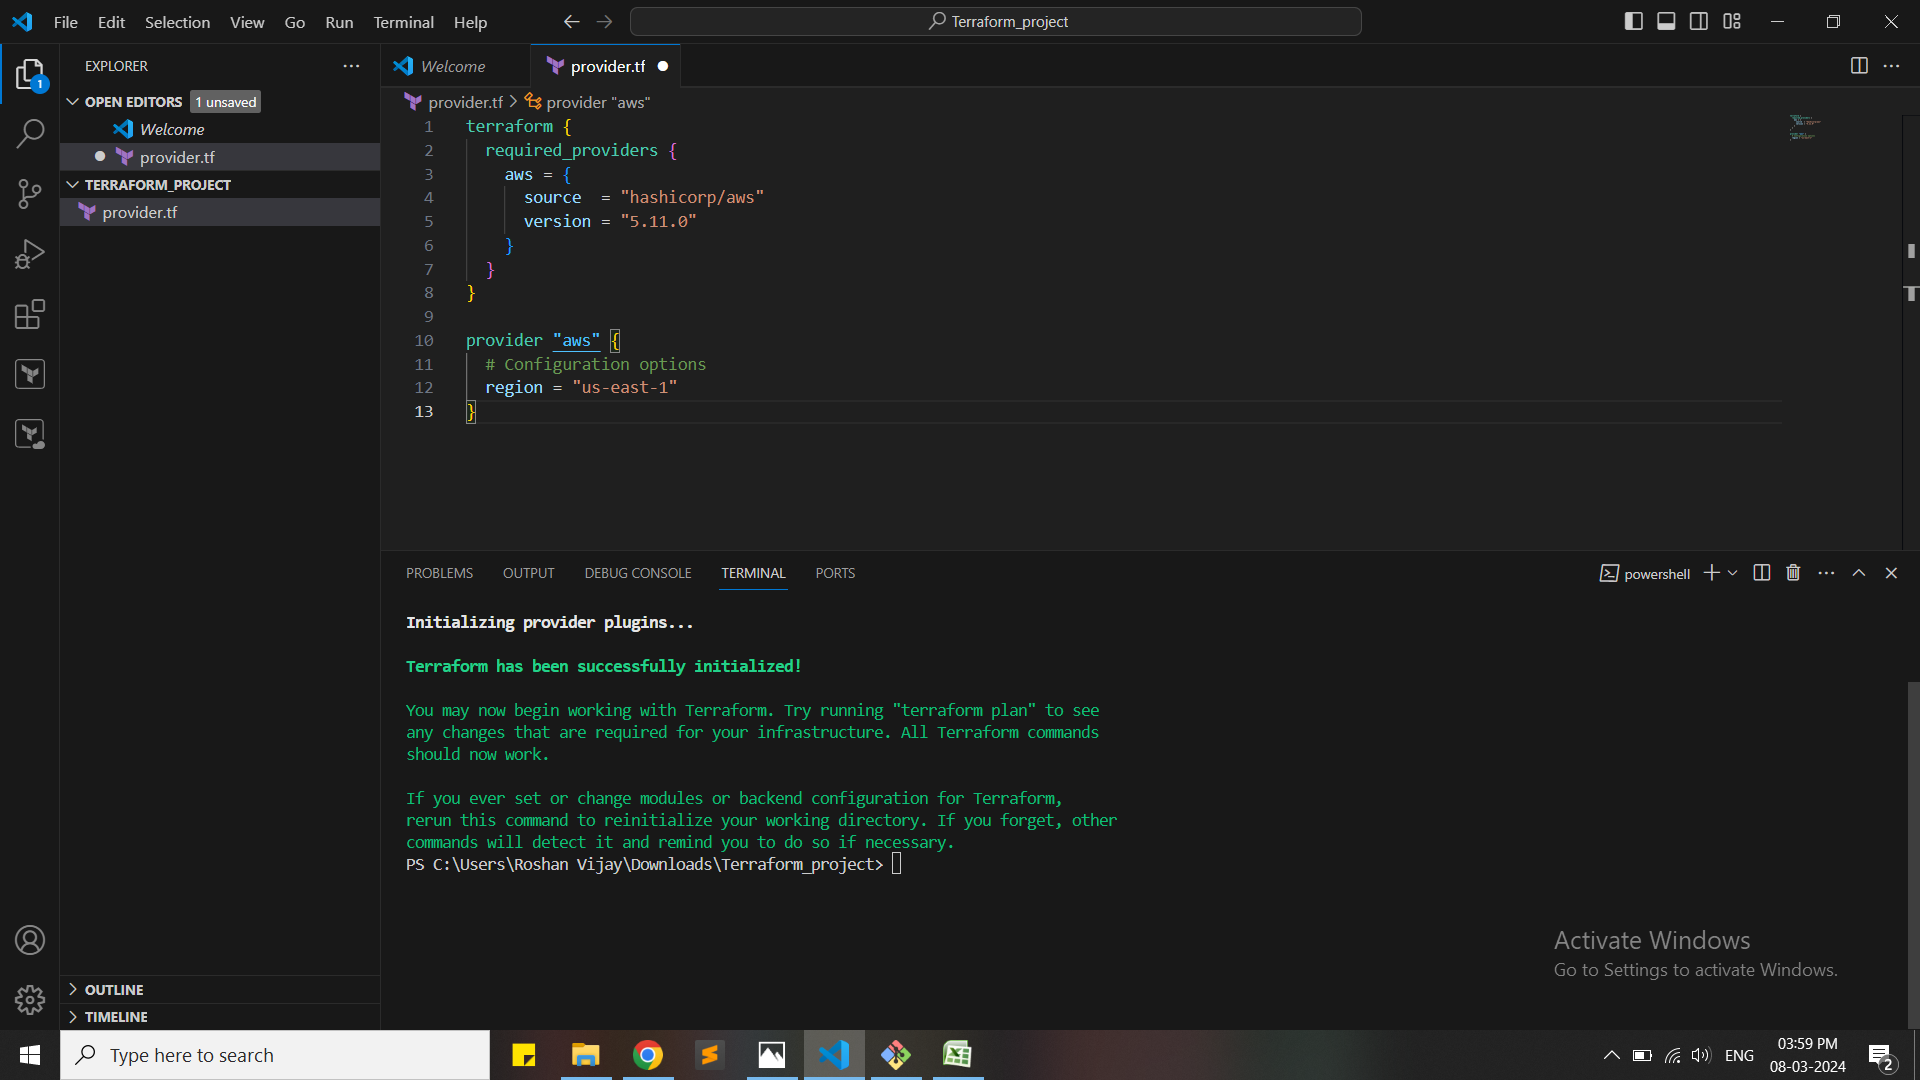 File Edit Selection View Go Run Terminal Help
Terraform_project
EXPLORER
OPEN EDITORS 1 unsaved
Welcome
provider.tf
TERRAFORM_PROJECT
provider.tf
OUTLINE
TIMELINE
1
Welcome
provider.tf
provider.tf > provider "aws"
1 terraform {
2 required_providers {
3 aws = {
4 source  = "hashicorp/aws"
5 version = "5.11.0"
6 }
7 }
8 }
9
10 provider "aws" {
11 # Configuration options
12 region = "us-east-1"
13 }
PROBLEMS OUTPUT DEBUG CONSOLE TERMINAL PORTS
powershell
Initializing provider plugins...
Terraform has been successfully initialized!
You may now begin working with Terraform. Try running "terraform plan" to see
any changes that are required for your infrastructure. All Terraform commands
should now work.
If you ever set or change modules or backend configuration for Terraform,
rerun this command to reinitialize your working directory. If you forget, other
commands will detect it and remind you to do so if necessary.
PS C:\Users\Roshan Vijay\Downloads\Terraform_project>
Activate Windows
Go to Settings to activate Windows.
Type here to search
ENG
03:59 PM
08-03-2024
2